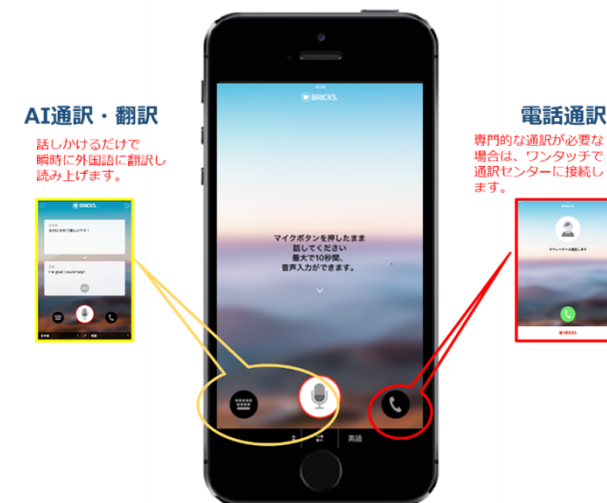 AI通訳・翻訳
話しかけるだけで
瞬時に外国語に翻訳し
読み上げます。
BRICKS.
マイクボタンを押したまま
話してください
最大で10秒間、
音声入力ができます。
英語
電話通訳
専門的な通訳が必要な
場合は、ワンタッチで
通訳センターに接続し
ます。
BRICKS.
BRICKS.